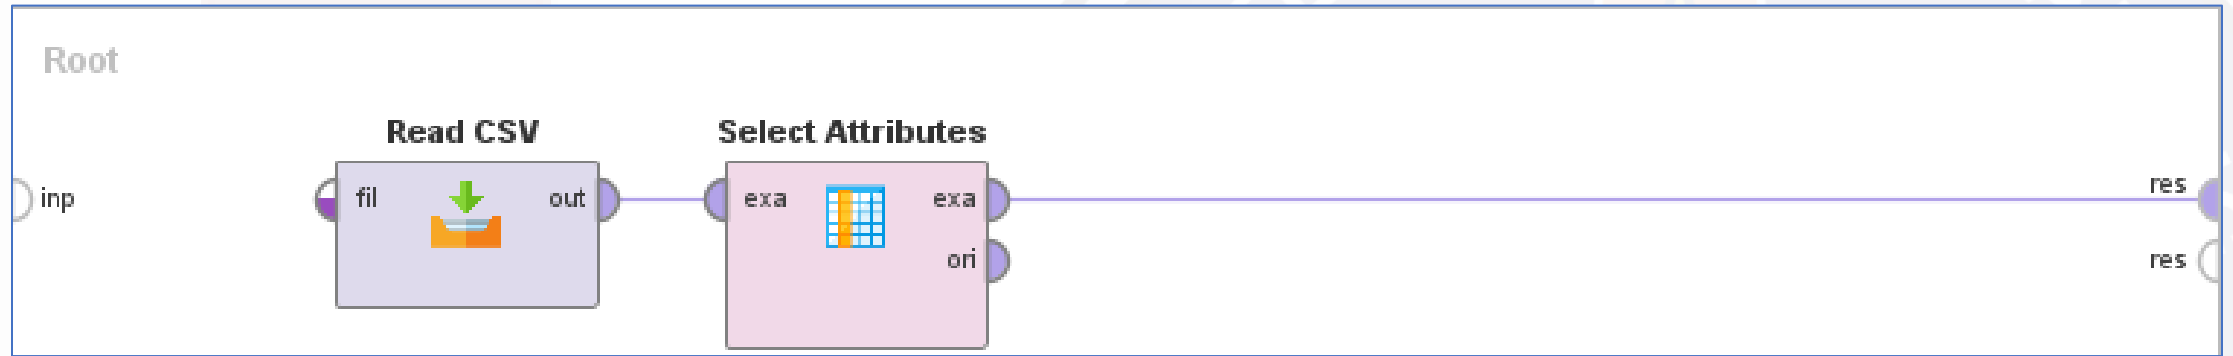 Root
Read CSV
Select Attributes
inp
fil
out
exa
exa
res
ori
res